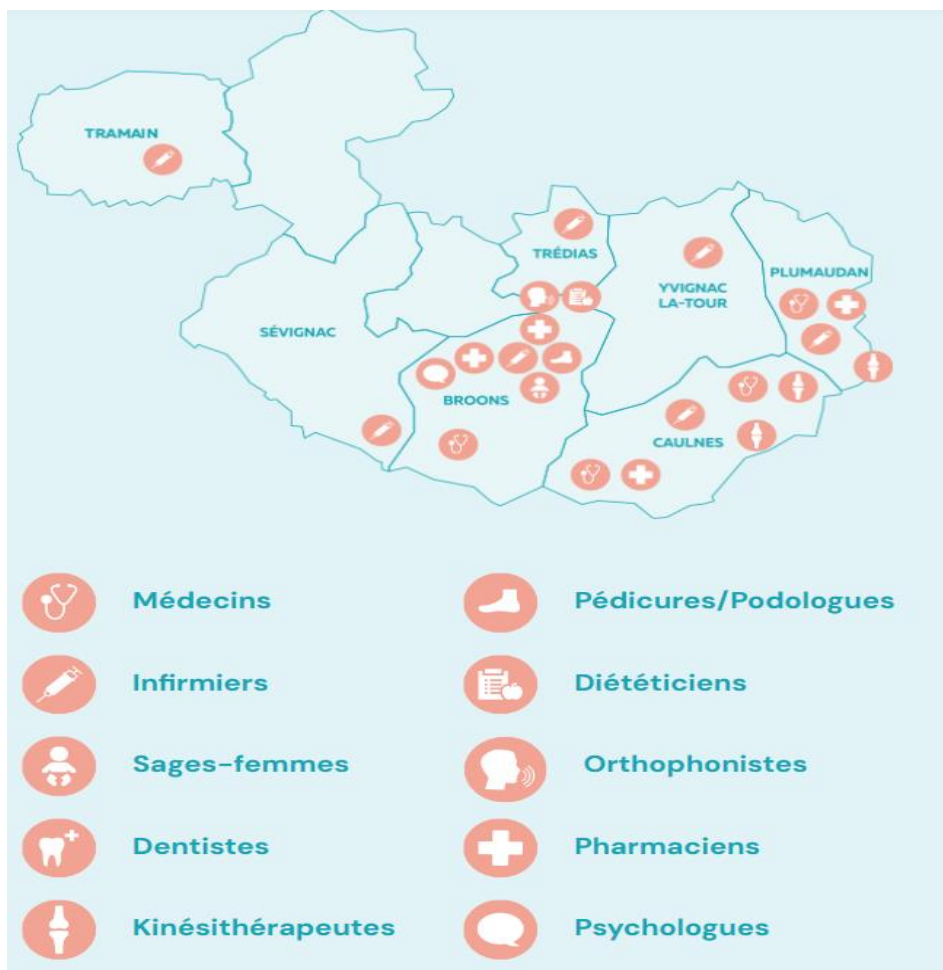 TRAMAIN
TRÉDIAS
YVIGNAC
LA-TOUR
PLUMAUDAN
SÉVIGNAC
BROONS
CAULNES
Médecins
Pédicures/Podologues
Infirmiers
Diététiciens
Sages-femmes
Orthophonistes
Dentistes
Pharmaciens
Kinésithérapeutes
Psychologues